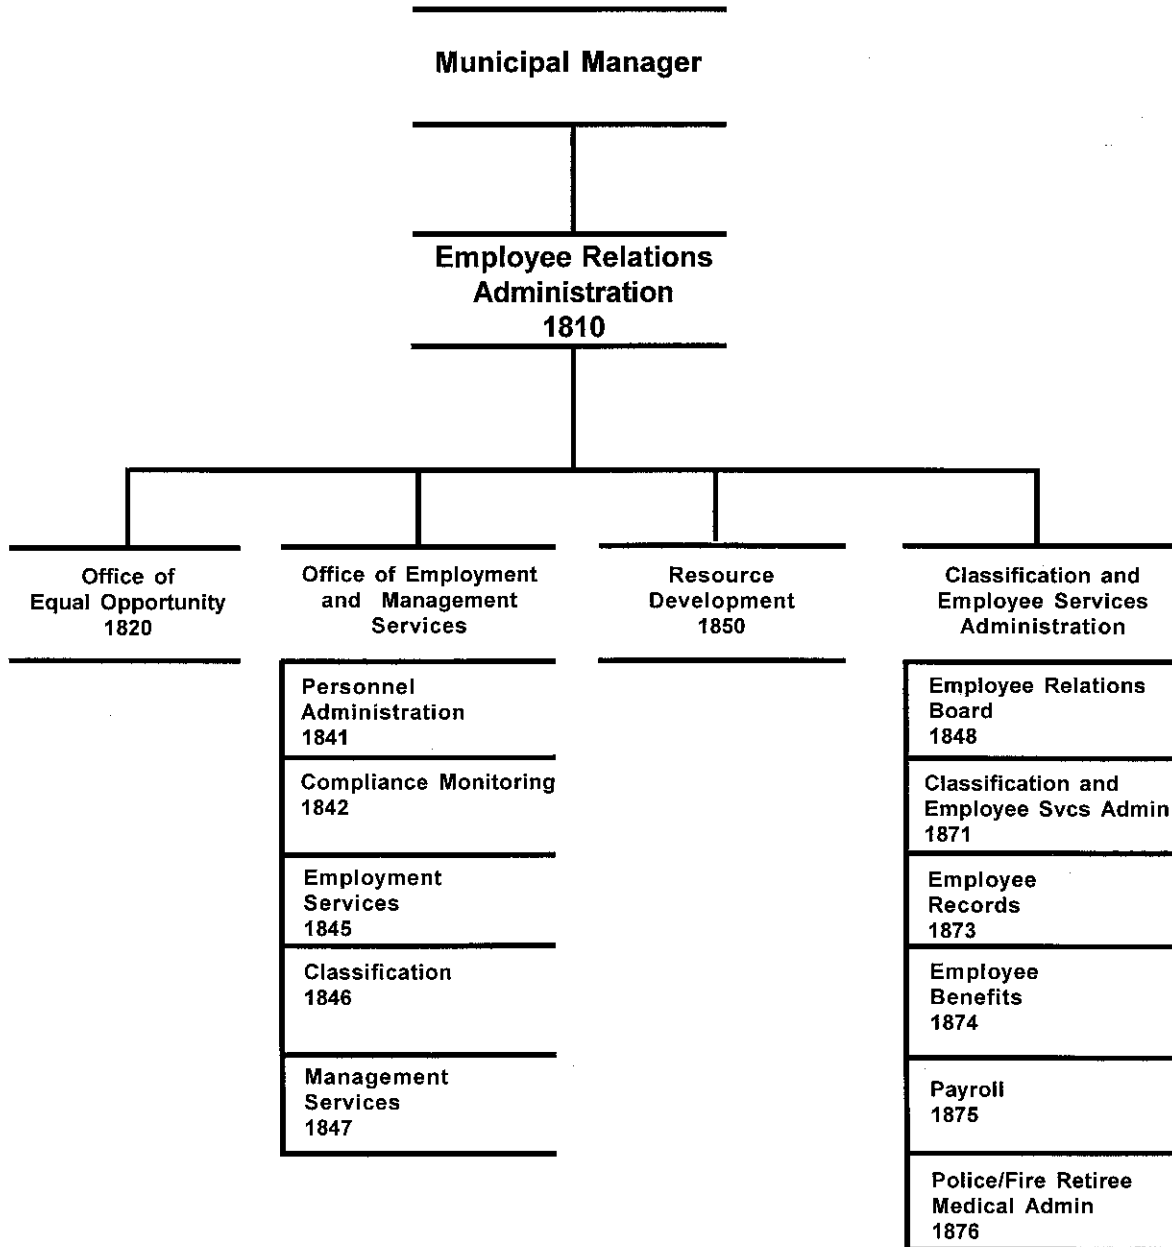 Municipal Manager
Employee Relations
Administration
1810
Office of
Equal Opportunity
1820
Office of Employment
and Management
Services
Personnel
Administration
1841
Compliance Monitoring
1842
Employment
Services
1845
Classification
1846
Management
Services
1847
Resource
Development
1850
Classification and
Employee Services
Administration
Employee Relations
Board
1848
Classification and
Employee Svcs Admin
1871
Employee
Records
1873
Employee
Benefits
1874
Payroll
1875
Police/Fire Retiree
Medical Admin
1876